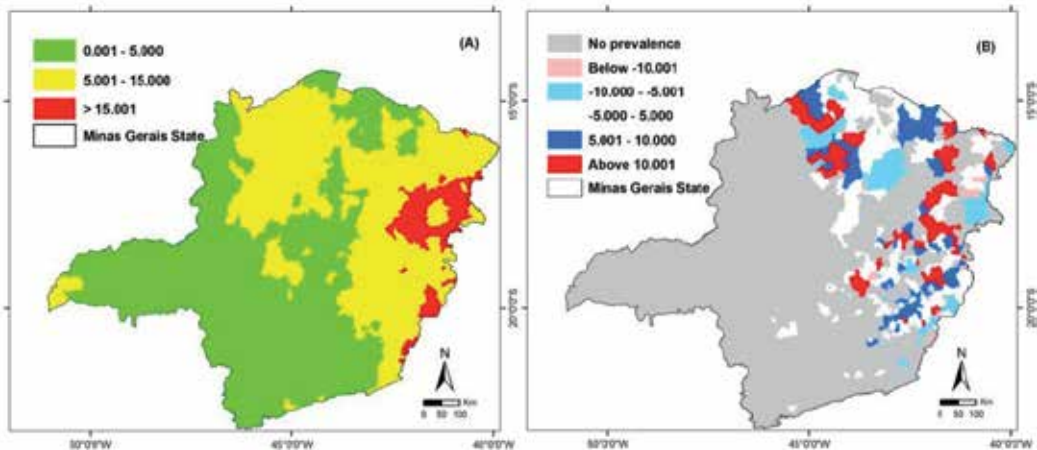 (A)
0.001 - 5.000
5.001 - 15.000
> 15.001
Minas Gerais State
15°0'0"S
20°0'0"S
N
0 50 100 Km
50°0'0"W
45°0'0"W
40°0'0"W
(B)
No prevalence
Below -10.001
-10.000 - -5.001
-5.000 - 5.000
5.001 - 10.000
Above 10.001
Minas Gerais State
15°0'0"S
20°0'0"S
N
0 50 100 Km
50°0'0"W
45°0'0"W
40°0'0"W